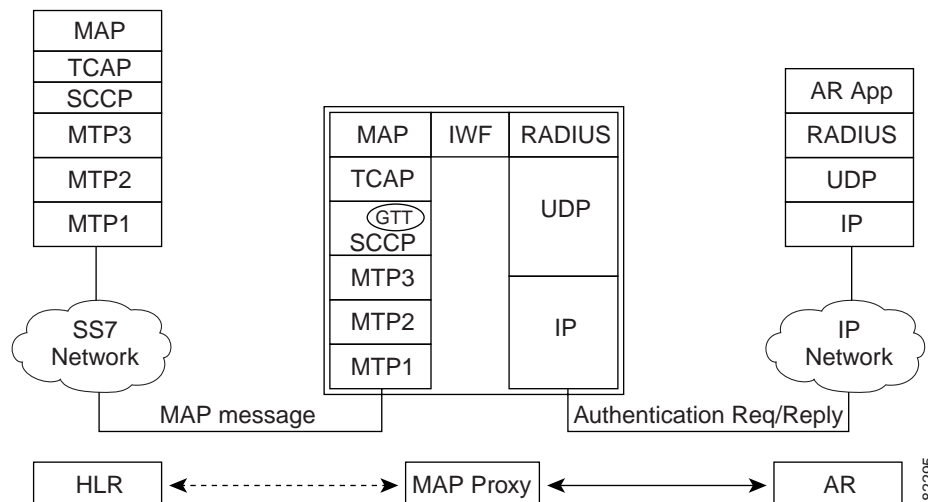 MAP
TCAP
SCCP
MTP3
MTP2
MTP1
SS7
Network
MAP IWF RADIUS
TCAP
GTT
SCCP
MTP3
MTP2
MTP1
UDP
IP
AR App
RADIUS
UDP
IP
IP
Network
MAP message
Authentication Req/Reply
HLR
MAP Proxy
AR